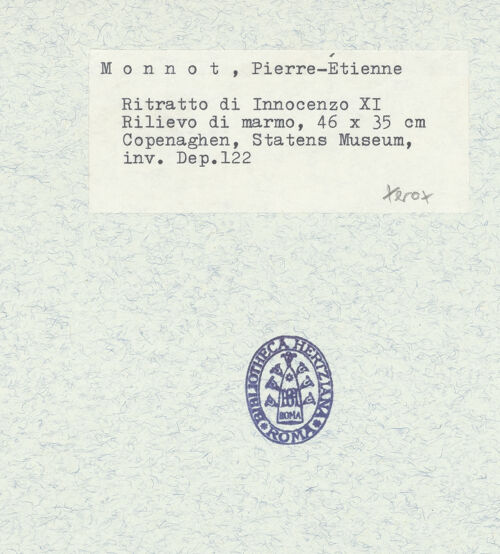 Monnot, Pierre-Étienne
Ritratto di Innocenzo XI
Rilievo di marmo, 46 x 35 cm
Copenaghen, Statens Museum,
inv. Dep.122
Xerox
BIBLIOTHECA HERTZIANA
ROMA
ROMA